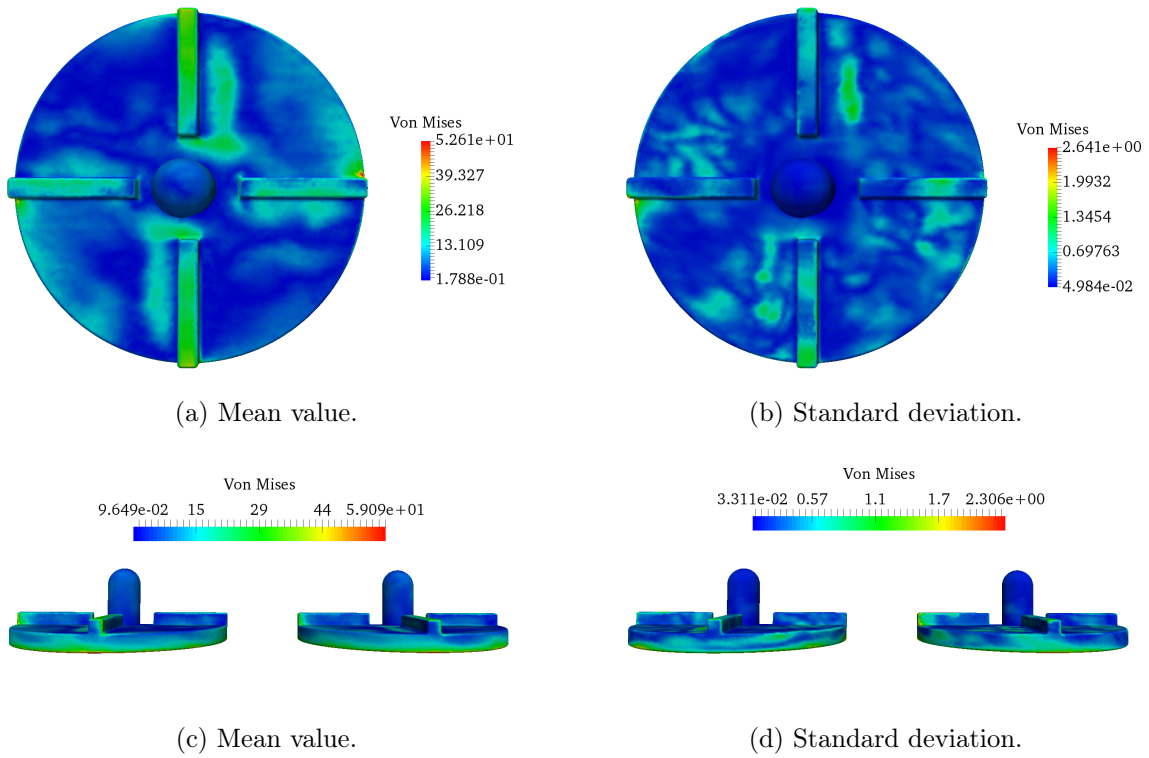 Von Mises
5.261e+01
39.327
26.218
13.109
1.788e-01
Von Mises
2.641e+00
1.9932
1.3454
0.69763
4.984e-02
(a) Mean value.
(b) Standard deviation.
Von Mises
9.649e-02 15 29 44 5.909e+01
Von Mises
3.311e-02 0.57 1.1 1.7 2.306e+00
(c) Mean value.
(d) Standard deviation.